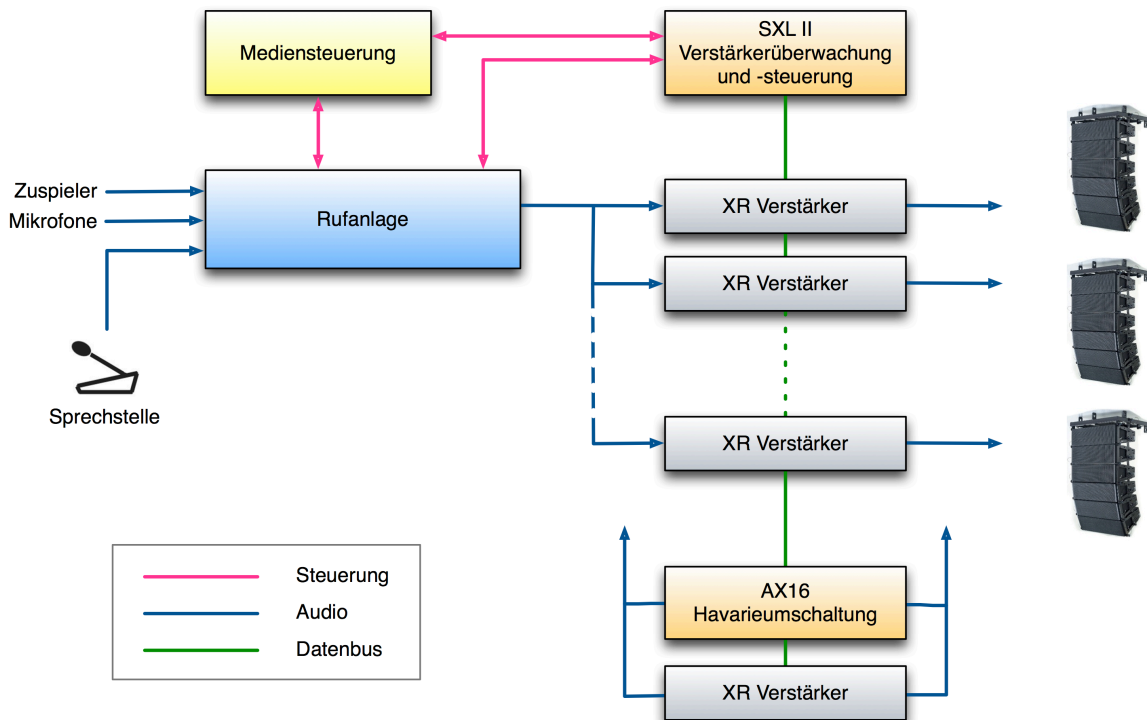 Mediensteuerung
SXL II
Verstärkerüberwachung
und -steuerung
Zuspieler
Mikrofone
Rufanlage
XR Verstärker
XR Verstärker
Sprechstelle
XR Verstärker
Steuerung
Audio
Datenbus
AX16
Havarieumschaltung
XR Verstärker